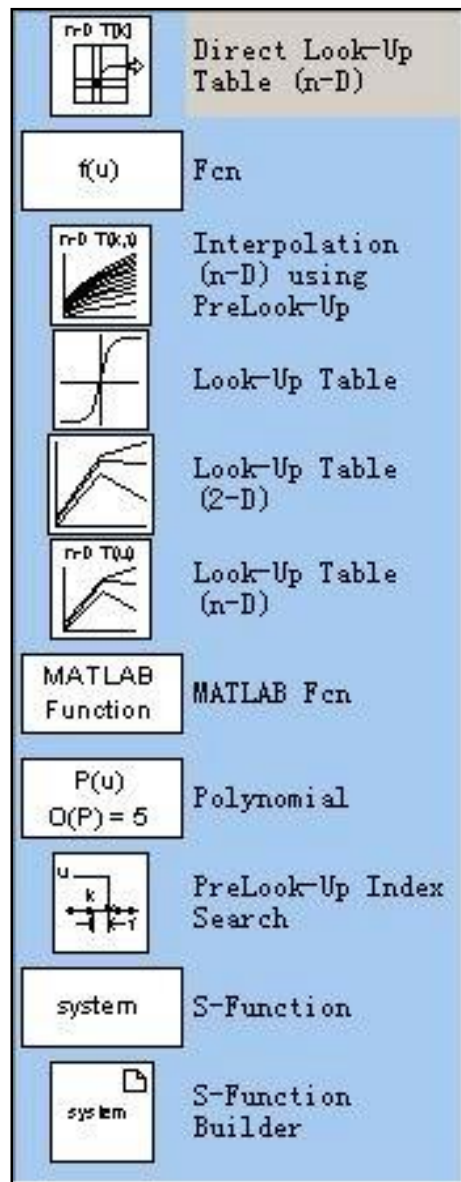 n-D T[k]
Direct Look-Up
Table (n-D)
f(u)
Fcn
n-D T(k,f)
Interpolation
(n-D) using
PreLook-Up
Look-Up Table
Look-Up Table
(2-D)
n-D T(u)
Look-Up Table
(n-D)
MATLAB
Function
MATLAB Fcn
P(u)
O(P) = 5
Polynomial
u
k
f
PreLook-Up Index
Search
system
S-Function
system
S-Function
Builder